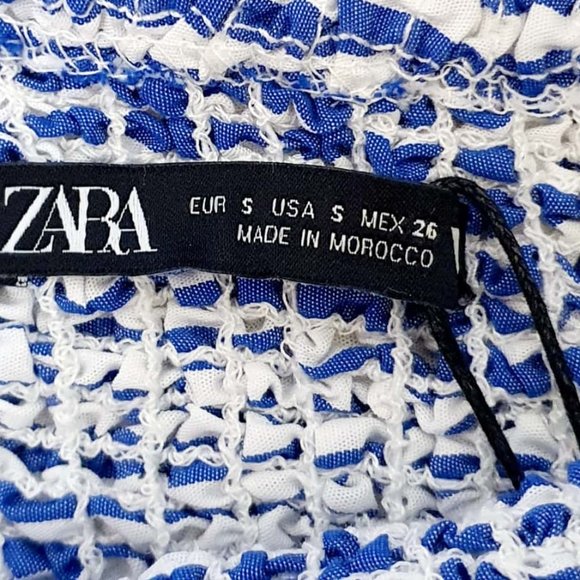 ZARA
EUR S USA S MEX 26
MADE IN MOROCCO